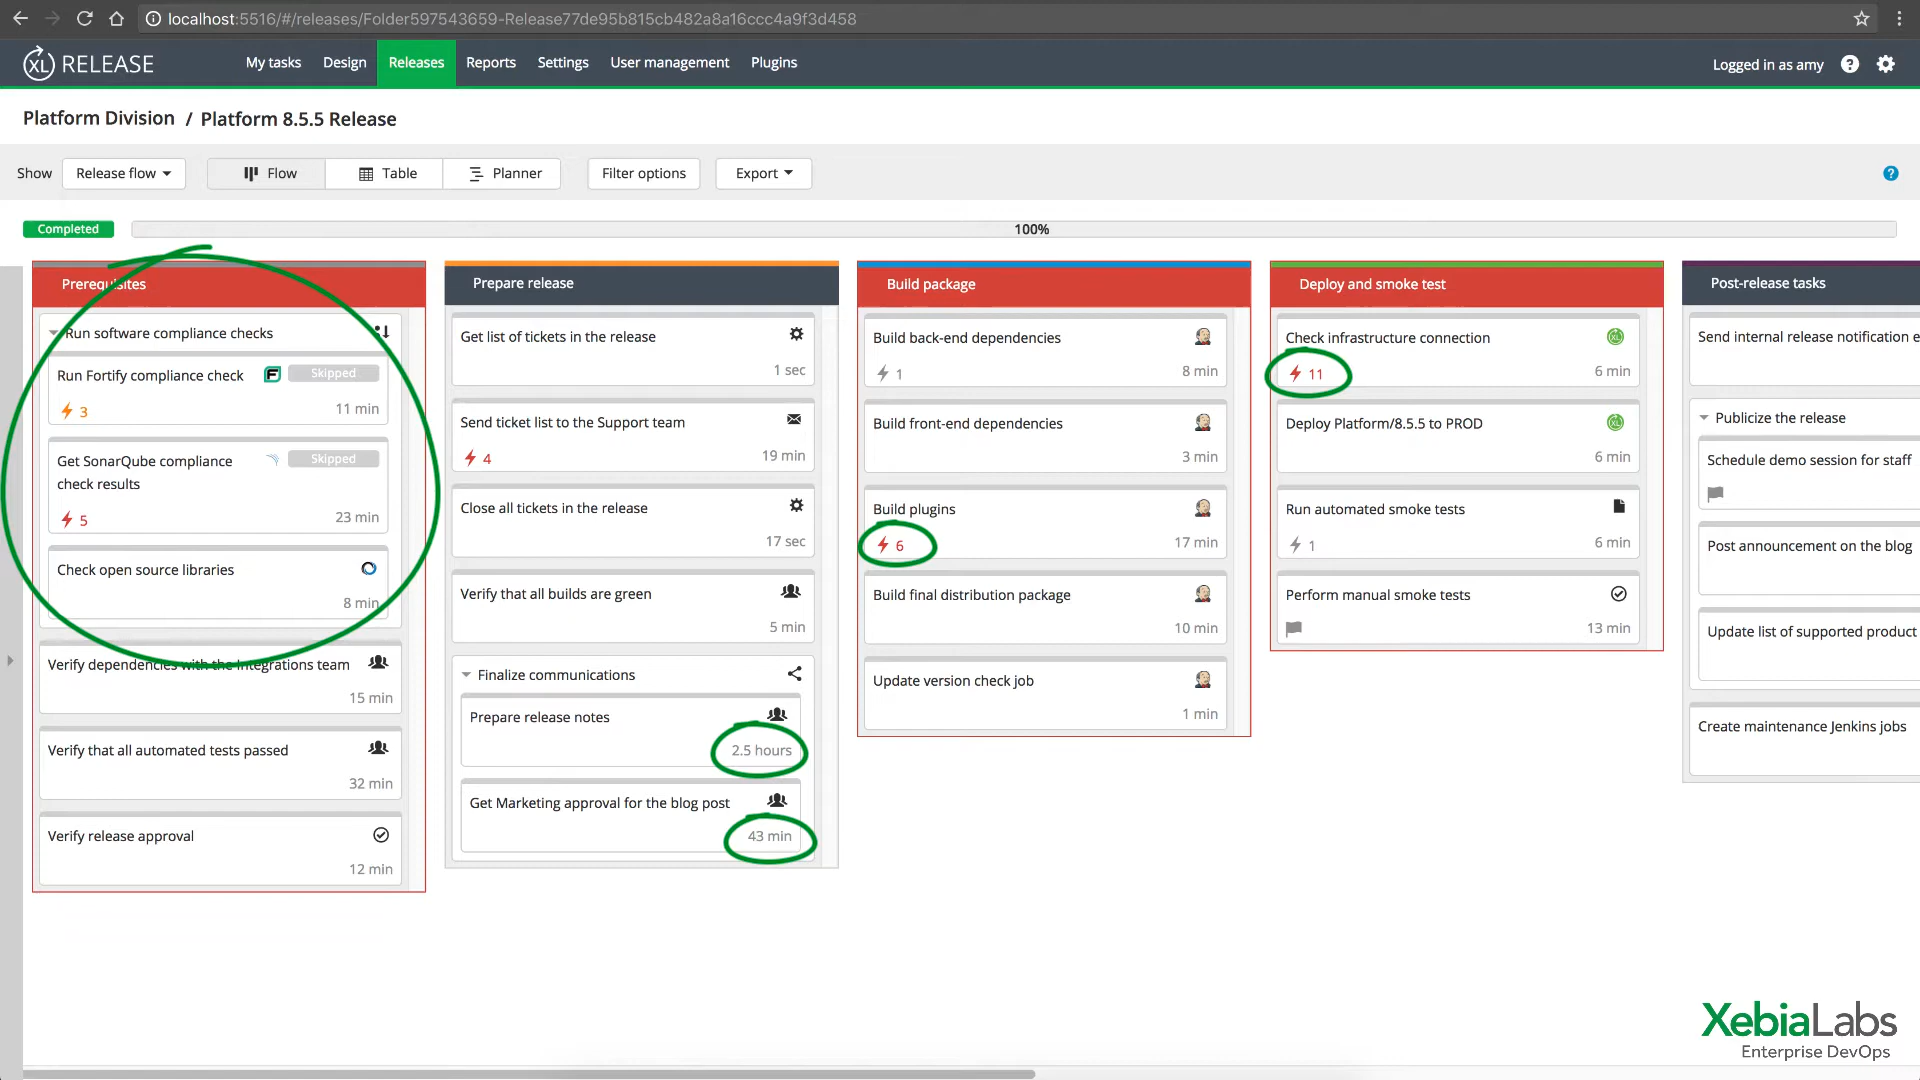 localhost:5516/#/releases/Folder597543659-Release77de95b815cb482a8a16ccc4a9f3d458
XL RELEASE
My tasks
Design
Releases
Reports
Settings
User management
Plugins
Logged in as amy
?
Platform Division / Platform 8.5.5 Release
Show
Release flow
Flow
Table
Planner
Filter options
Export
?
Completed
100%
Prerequisites
Run software compliance checks
Run Fortify compliance check
F
Skipped
3
11 min
Get SonarQube compliance
check results
Skipped
5
23 min
Check open source libraries
8 min
Verify dependencies with the Integrations team
15 min
Verify that all automated tests passed
32 min
Verify release approval
12 min
Prepare release
Get list of tickets in the release
1 sec
Send ticket list to the Support team
4
19 min
Close all tickets in the release
17 sec
Verify that all builds are green
5 min
Finalize communications
Prepare release notes
2.5 hours
Get Marketing approval for the blog post
43 min
Build package
Build back-end dependencies
1
8 min
Build front-end dependencies
3 min
Build plugins
6
17 min
Build final distribution package
10 min
Update version check job
1 min
Deploy and smoke test
Check infrastructure connection
XL
11
6 min
Deploy Platform/8.5.5 to PROD
XL
6 min
Run automated smoke tests
1
6 min
Perform manual smoke tests
13 min
Post-release tasks
Send internal release notification e
Publicize the release
Schedule demo session for staff
Post announcement on the blog
Update list of supported product
Create maintenance Jenkins jobs
XebiaLabs
Enterprise DevOps